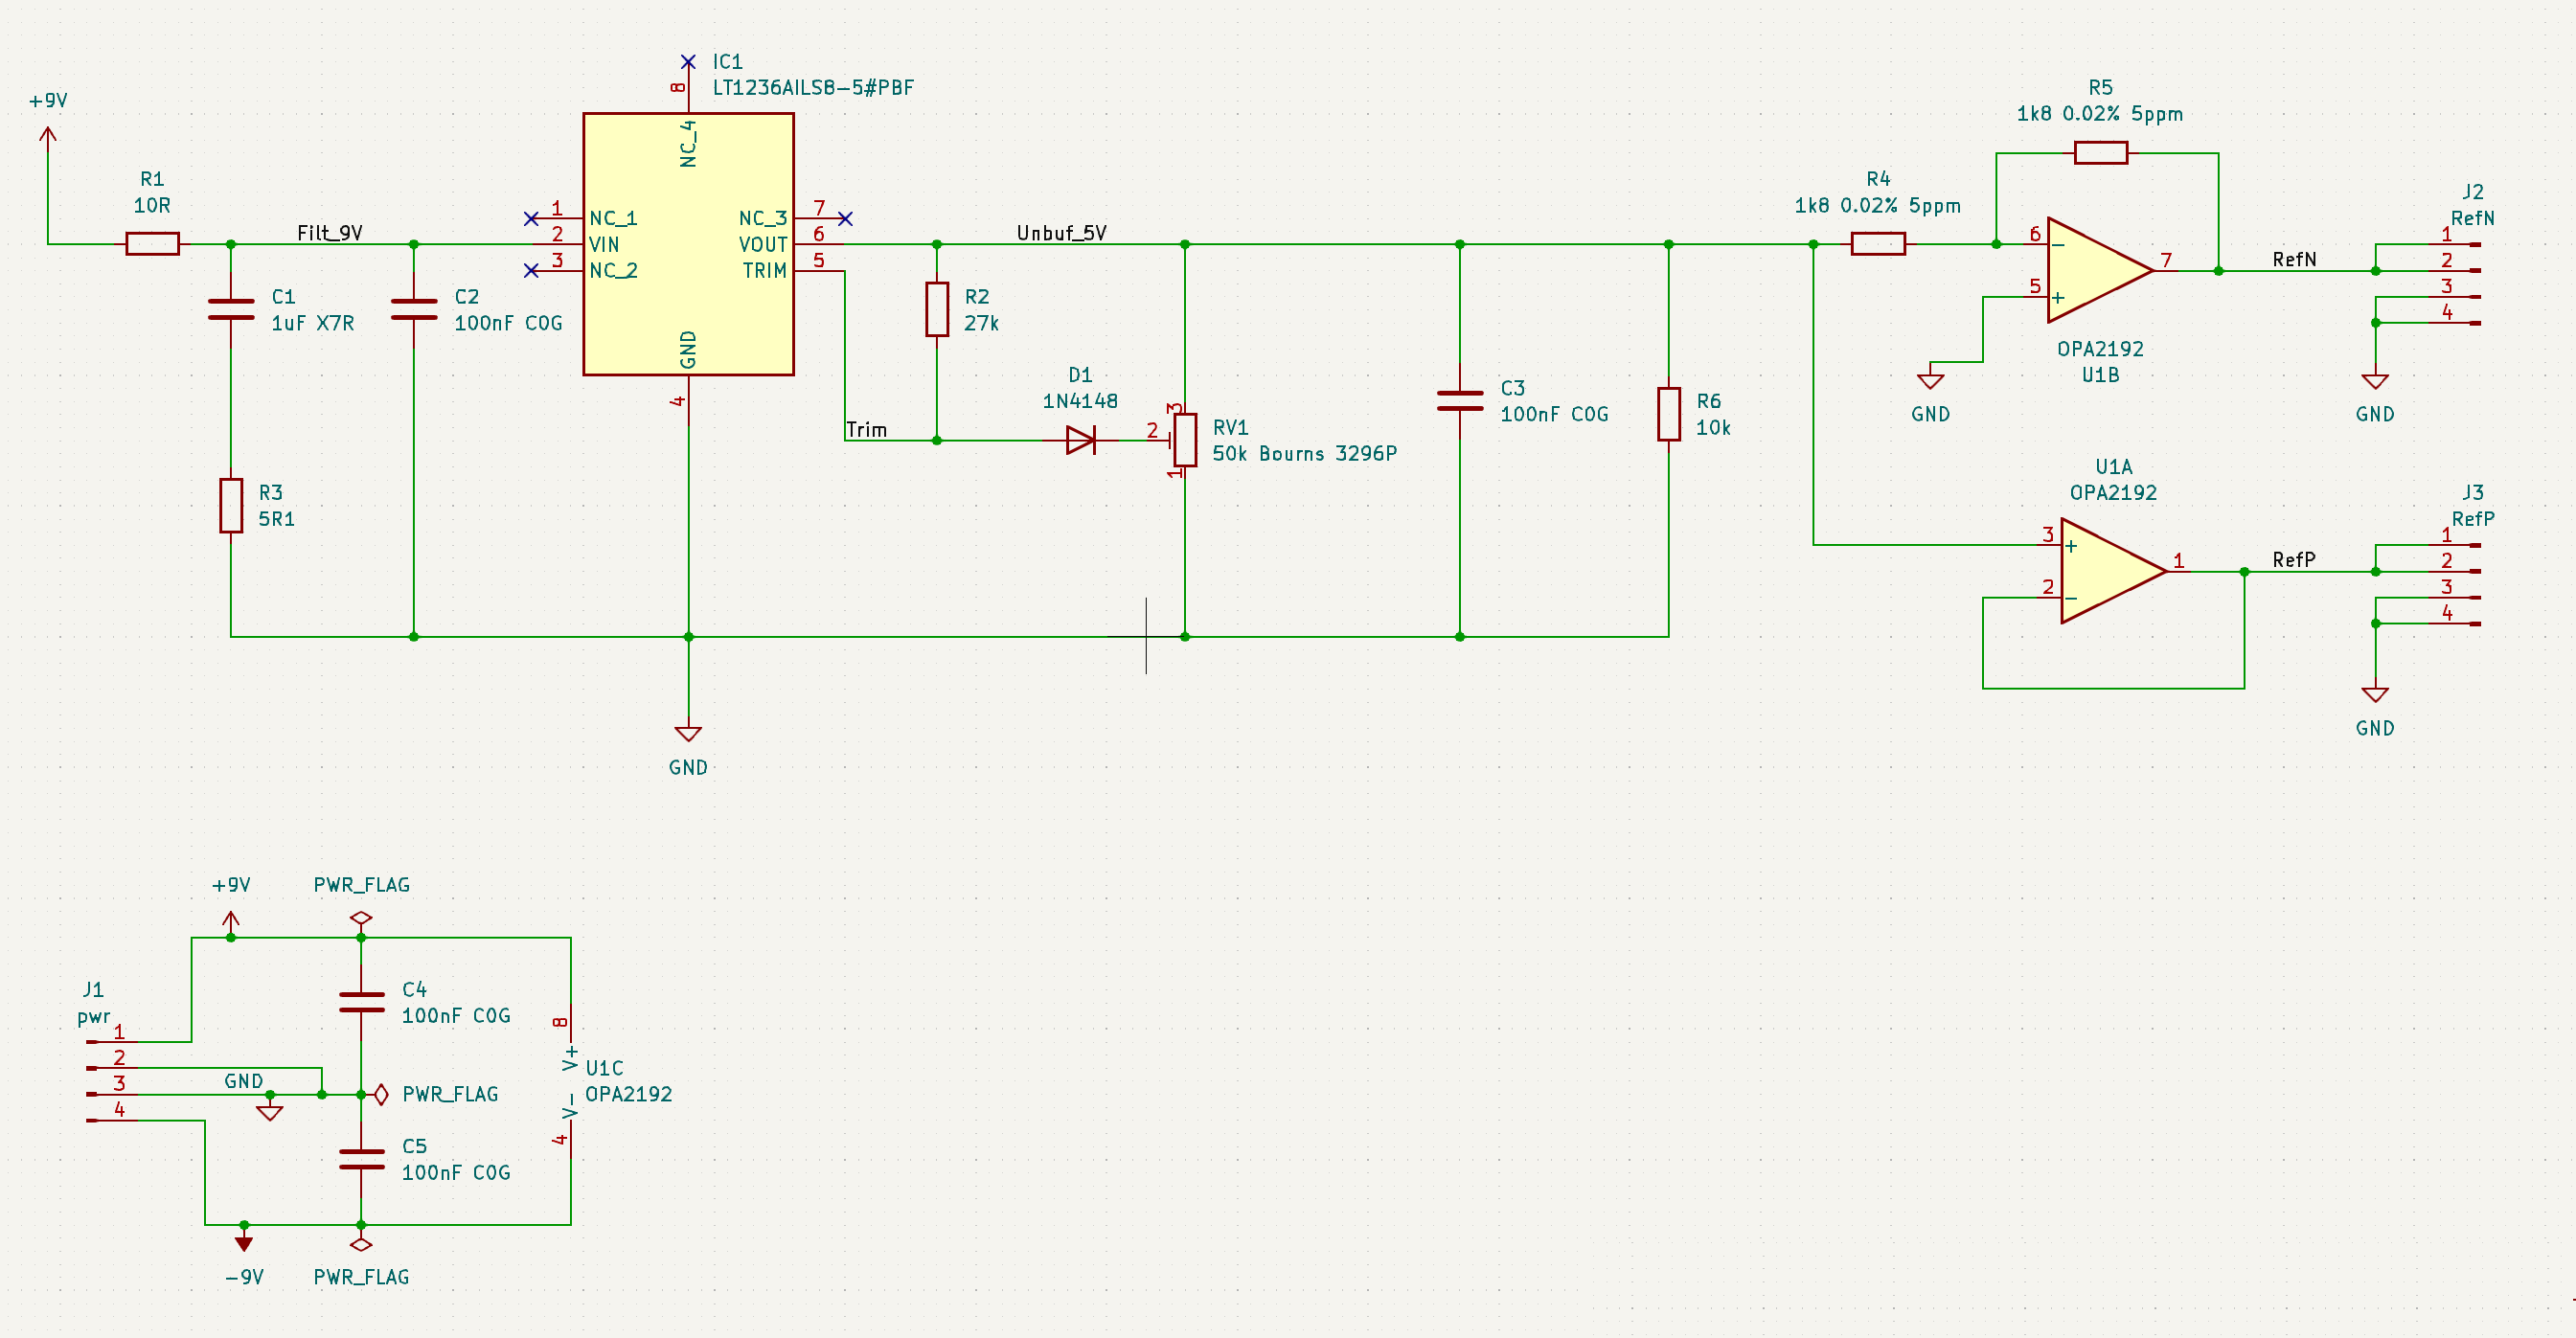 +9V
R1
10R
Filt_9V
C1
1uF X7R
C2
100nF C0G
R3
5R1
IC1
LT1236AILS8-5#PBF
8
NC_4
1
NC_1
2
VIN
3
NC_2
NC_3
7
VOUT
6
TRIM
5
GND
4
GND
Trim
R2
27k
D1
1N4148
Unbuf_5V
3
2
1
RV1
50k Bourns 3296P
C3
100nF C0G
R6
10k
R4
1k8 0.02% 5ppm
R5
1k8 0.02% 5ppm
6
-
5
+
7
OPA2192
U1B
GND
RefN
J2
RefN
1
2
3
4
GND
U1A
OPA2192
3
+
2
-
1
RefP
J3
RefP
1
2
3
4
GND
+9V
PWR_FLAG
J1
pwr
1
2
3
4
GND
C4
100nF C0G
PWR_FLAG
C5
100nF C0G
8
V+
V-
4
U1C
OPA2192
-9V
PWR_FLAG